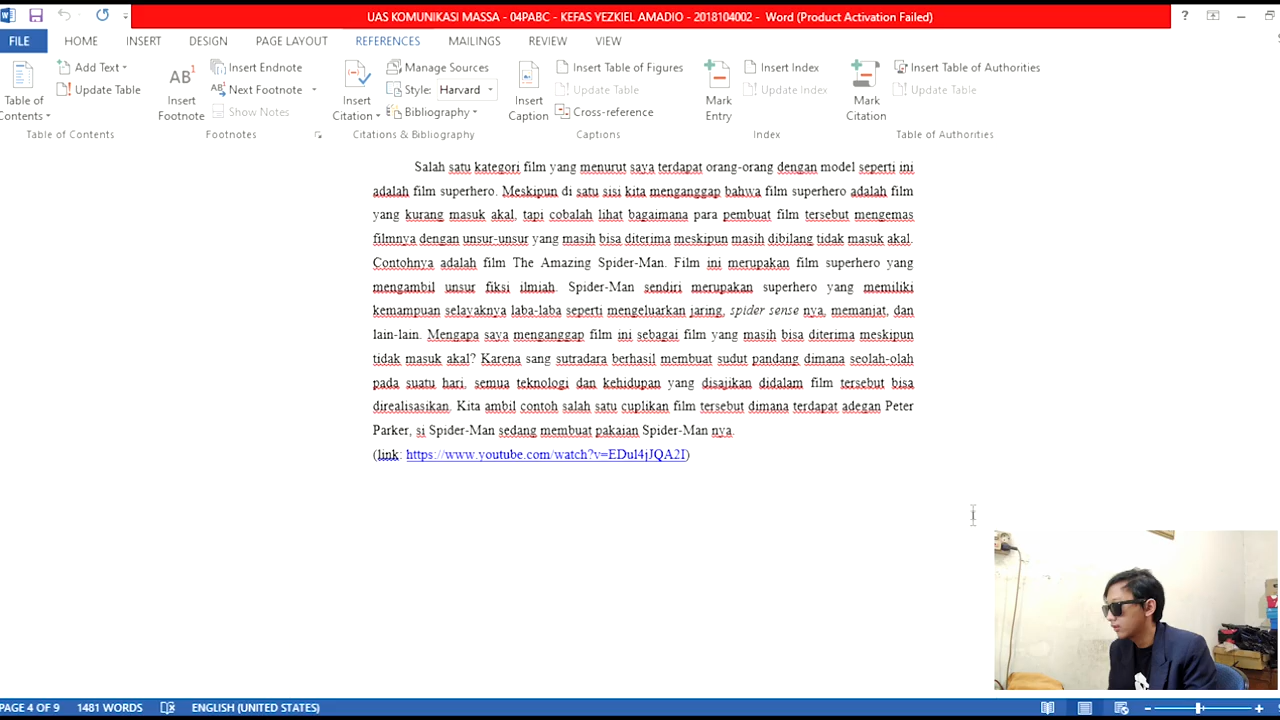 UAS KOMUNIKASI MASSA - 04PABC - KEFAS YEZKIEL AMADIO - 2018104002 - Word (Product Activation Failed)
FILE HOME INSERT DESIGN PAGE LAYOUT REFERENCES MAILINGS REVIEW VIEW
Table of Contents
Add Text
Update Table
Table of Contents
AB1 Insert Footnote
Insert Endnote
Next Footnote
Show Notes
Footnotes
Insert Citation
Manage Sources
Style: Harvard
Bibliography
Citations & Bibliography
Insert Caption
Insert Table of Figures
Update Table
Cross-reference
Captions
Mark Entry
Insert Index
Update Index
Index
Mark Citation
Insert Table of Authorities
Update Table
Table of Authorities
Salah satu kategori film yang menurut saya terdapat orang-orang dengan model seperti ini
adalah film superhero. Meskipun di satu sisi kita menganggap bahwa film superhero adalah film
yang kurang masuk akal, tapi cobalah lihat bagaimana para pembuat film tersebut mengemas
filmnya dengan unsur-unsur yang masih bisa diterima meskipun masih dibilang tidak masuk akal.
Contohnya adalah film The Amazing Spider-Man. Film ini merupakan film superhero yang
mengambil unsur fiksi ilmiah. Spider-Man sendiri merupakan superhero yang memiliki
kemampuan selayaknya laba-laba seperti mengeluarkan jaring, spider sense nya, memanjat, dan
lain-lain. Mengapa saya menganggap film ini sebagai film yang masih bisa diterima meskipun
tidak masuk akal? Karena sang sutradara berhasil membuat sudut pandang dimana seolah-olah
pada suatu hari, semua teknologi dan kehidupan yang disajikan didalam film tersebut bisa
direalisasikan. Kita ambil contoh salah satu cuplikan film tersebut dimana terdapat adegan Peter
Parker, si Spider-Man sedang membuat pakaian Spider-Man nya.
(link: https://www.youtube.com/watch?v=EDul4jJQA2I)
PAGE 4 OF 9 1481 WORDS ENGLISH (UNITED STATES)